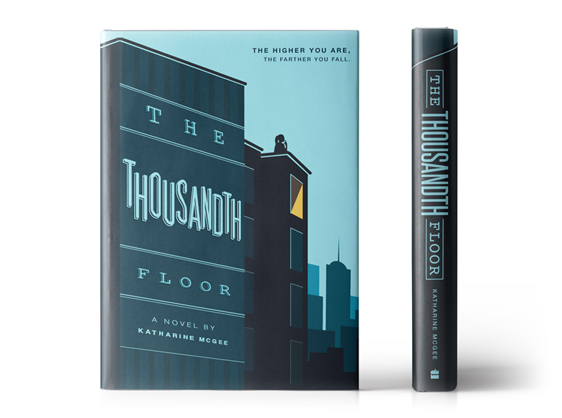 THE HIGHER YOU ARE,
THE FARTHER YOU FALL.
THE
THOUSANDTH
FLOOR
A NOVEL BY
KATHARINE MCGEE
THE THOUSANDTH FLOOR
KATHARINE MCGEE